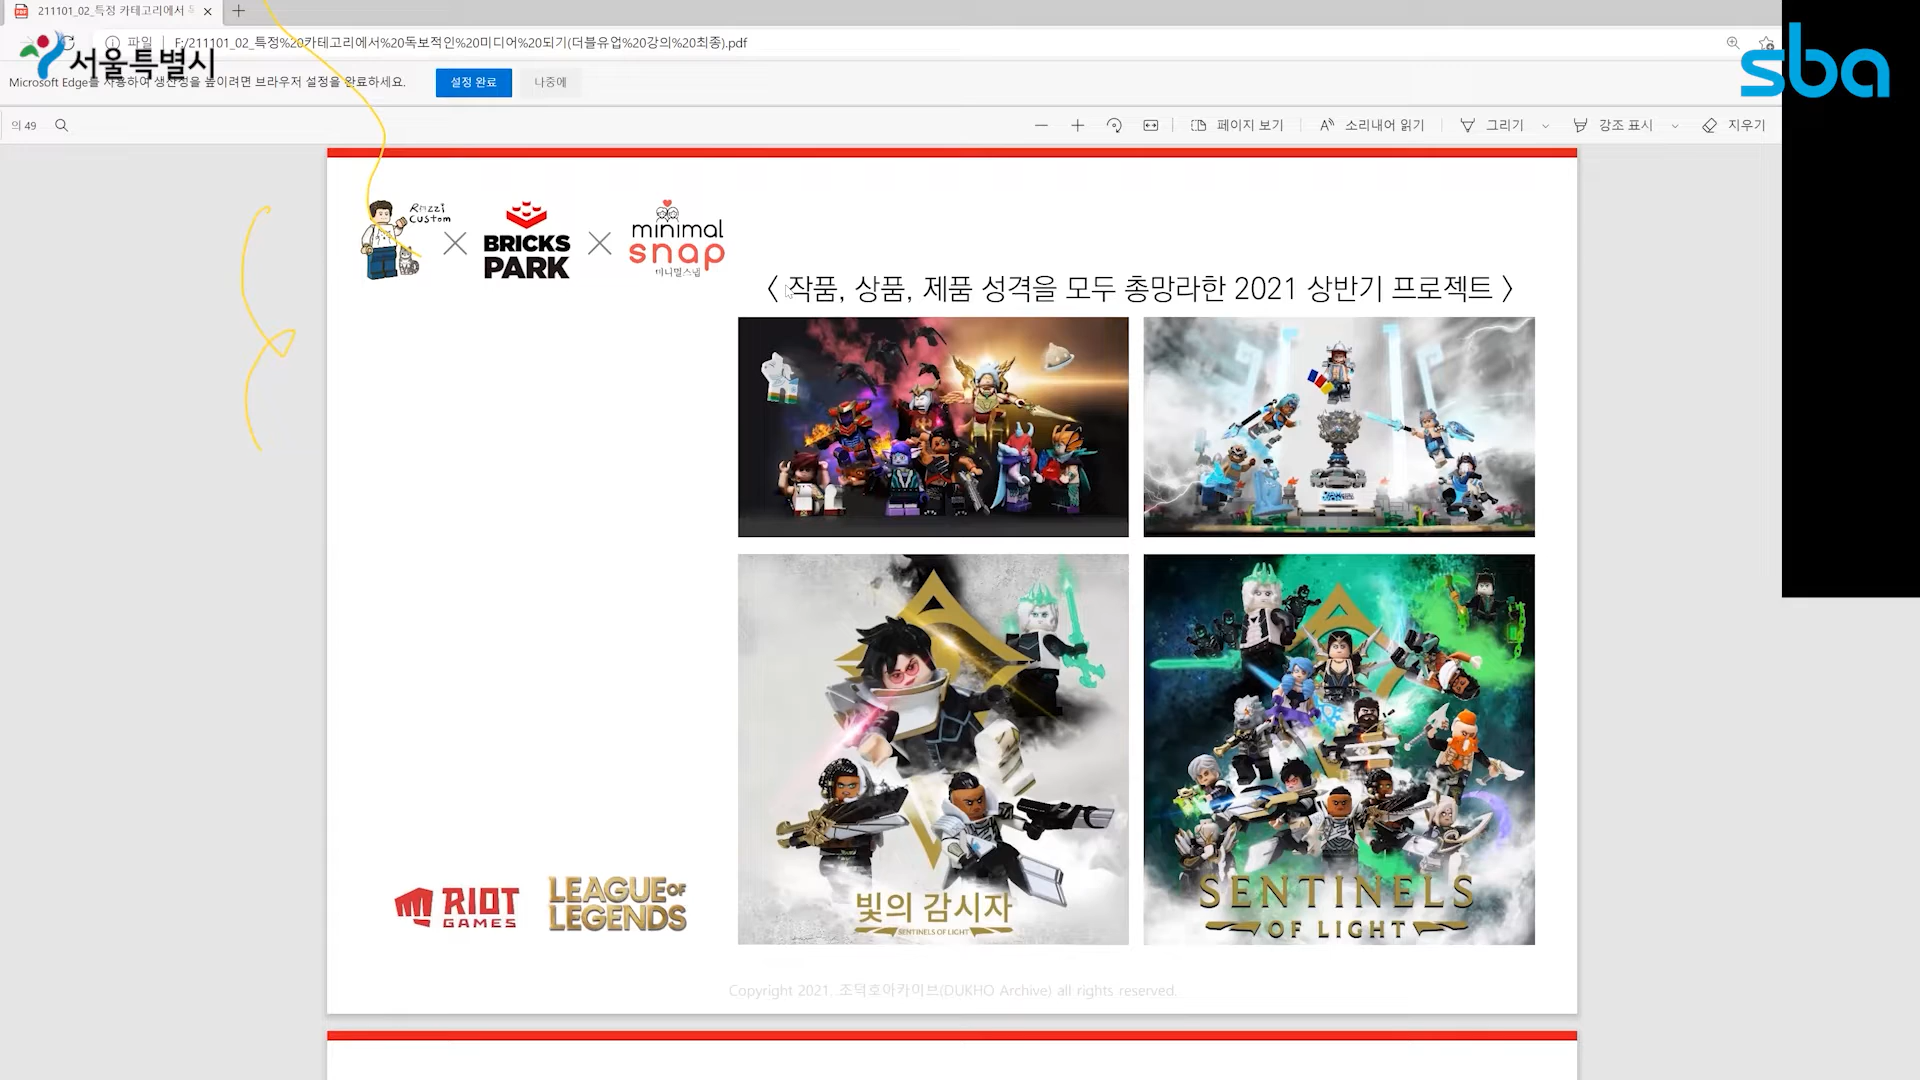 211101_02_특정 카테고리에서
파일
F:/211101_02_특정%20카테고리에서%20독보적인%20미디어%20되기(더블유업%20강의%20최종).pdf
서울특별시
sba
Microsoft Edge를 사용하여 생산성을 높이려면 브라우저 설정을 완료하세요.
설정 완료
나중에
의 49
페이지 보기
소리내어 읽기
그리기
강조 표시
지우기
Razzi Custom
BRICKS PARK
minimal snap
미니멀스냅
〈 작품, 상품, 제품 성격을 모두 총망라한 2021 상반기 프로젝트 〉
빛의 감시자
SENTINELS OF LIGHT
SENTINELS
OF LIGHT
RIOT GAMES
LEAGUE OF LEGENDS
Copyright 2021. 조덕호아카이브(DUKHO Archive) all rights reserved.